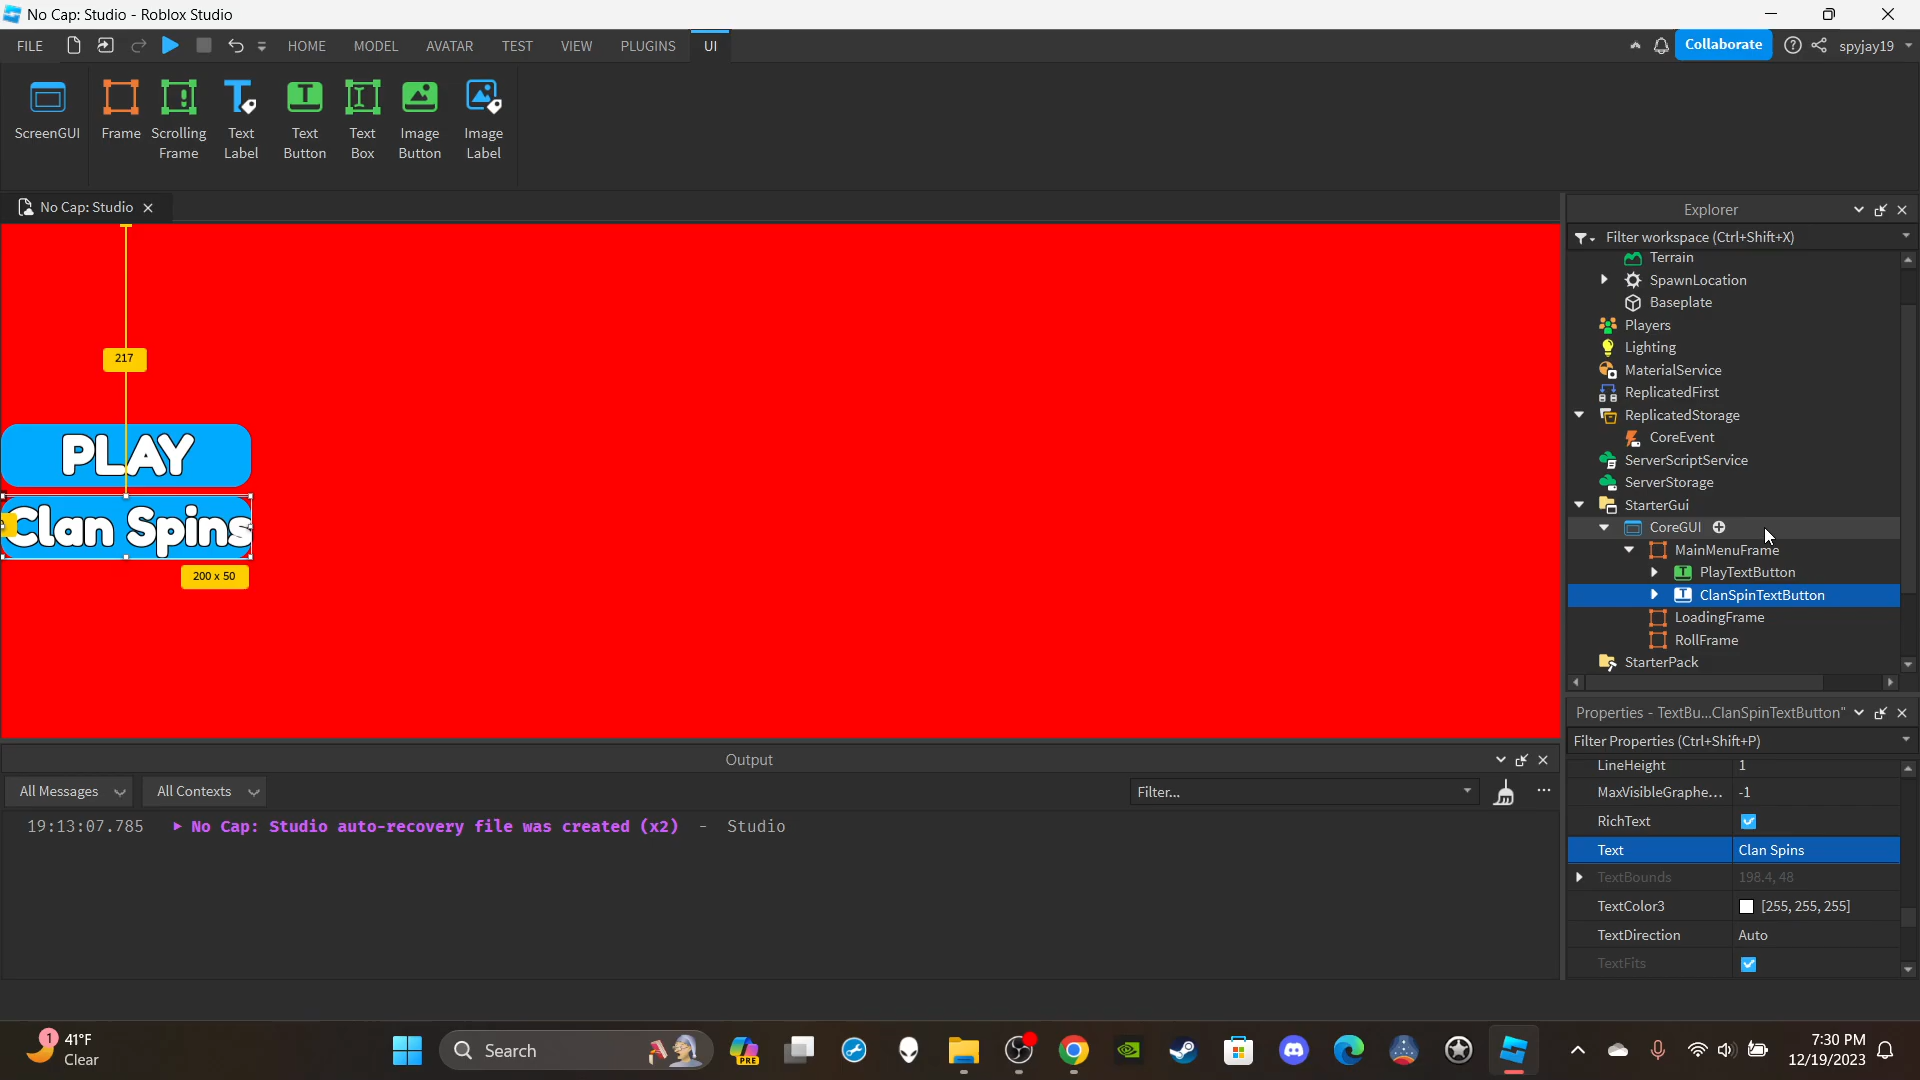 No Cap: Studio - Roblox Studio
FILE HOME MODEL AVATAR TEST VIEW PLUGINS UI Collaborate spyjay19
ScreenGUI Frame Scrolling Frame Text Label Text Button Text Box Image Button Image Label
No Cap: Studio
Explorer
Filter workspace (Ctrl+Shift+X)
Terrain
SpawnLocation
Baseplate
Players
Lighting
MaterialService
ReplicatedFirst
ReplicatedStorage
CoreEvent
ServerScriptService
ServerStorage
StarterGui
CoreGUI
MainMenuFrame
PlayTextButton
ClanSpinTextButton
LoadingFrame
RollFrame
StarterPack
217
PLAY
Clan Spins
200 x 50
Properties - TextBu...ClanSpinTextButton"
Filter Properties (Ctrl+Shift+P)
LineHeight 1
MaxVisibleGraphe... -1
RichText
Text Clan Spins
TextBounds 198.4, 48
TextColor3 [255, 255, 255]
TextDirection Auto
TextFits
Output
All Messages All Contexts Filter...
19:13:07.785 No Cap: Studio auto-recovery file was created (x2) - Studio
1 41°F
Clear
Search
PRE
7:30 PM
12/19/2023